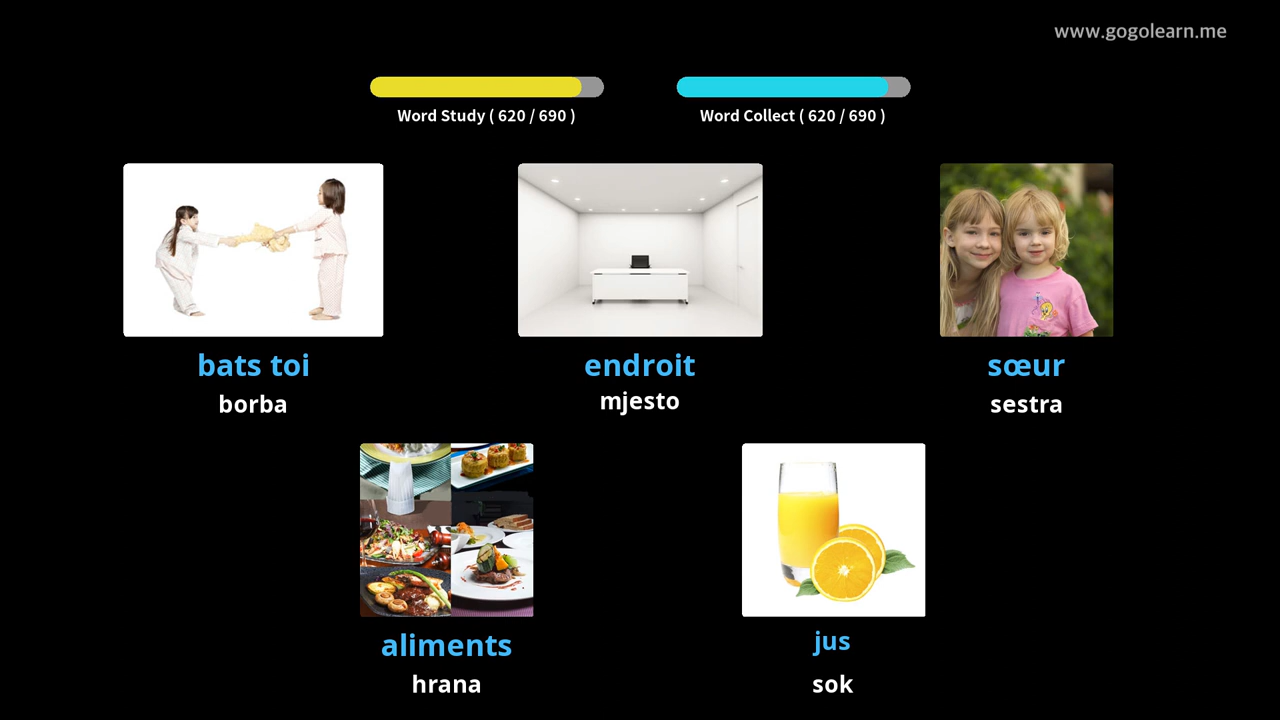 www.gogolearn.me
Word Study ( 620 / 690 )
Word Collect ( 620 / 690 )
bats toi
borba
endroit
mjesto
sœur
sestra
aliments
hrana
jus
sok